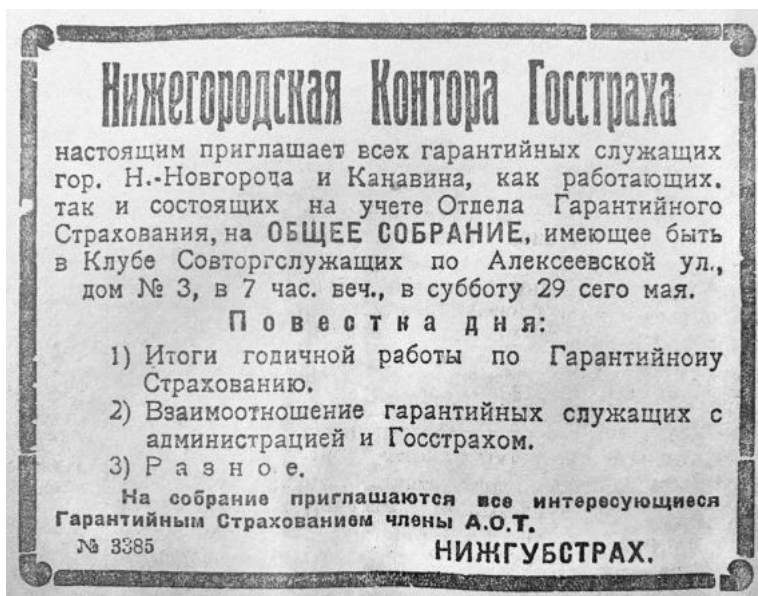 Нижегородская Контора Госстраха
настоящим приглашает всех гарантийных служащих
гор. Н.-Новгорода и Канавина, как работающих.
так и состоящих на учете Отдела Гарантийного
Страхования, на ОБЩЕЕ СОБРАНИЕ, имеющее быть
в Клубе Совторгслужащих по Алексеевской ул.,
дом № 3, в 7 час. веч., в субботу 29 сего мая.
Повестка дня:
1) Итоги годичной работы по Гарантийноиу
Страхованию.
2) Взаимоотношение гарантийных служащих с
администрацией и Госстрахом.
3) Разное.
На собрание приглашаются все интересующиеся
Гарантийным Страхованием члены А.О.Т.
№ 3385 НИЖГУБСТРАХ.